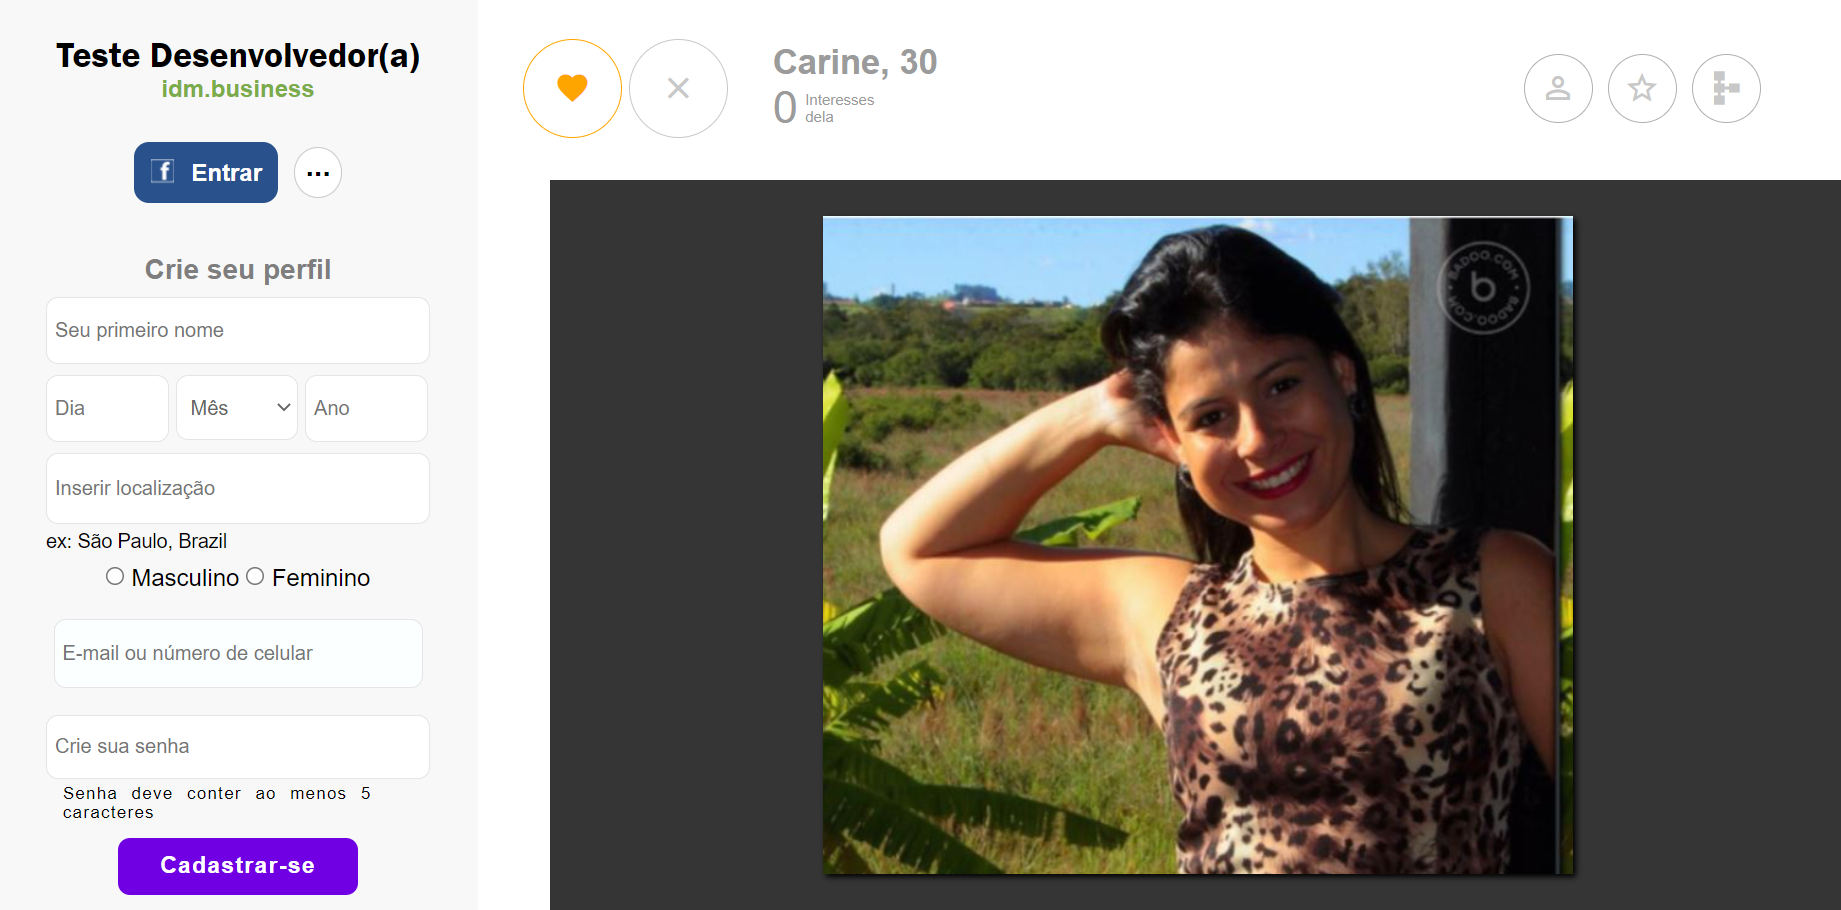 Teste Desenvolvedor(a)
idm.business
f Entrar ...
Crie seu perfil
Seu primeiro nome
Dia Mês Ano
Inserir localização
ex: São Paulo, Brazil
Masculino Feminino
E-mail ou número de celular
Crie sua senha
Senha deve conter ao menos 5
caracteres
Cadastrar-se
Carine, 30
0 Interesses
dela
BADOO.COM
b
BADOO.COM